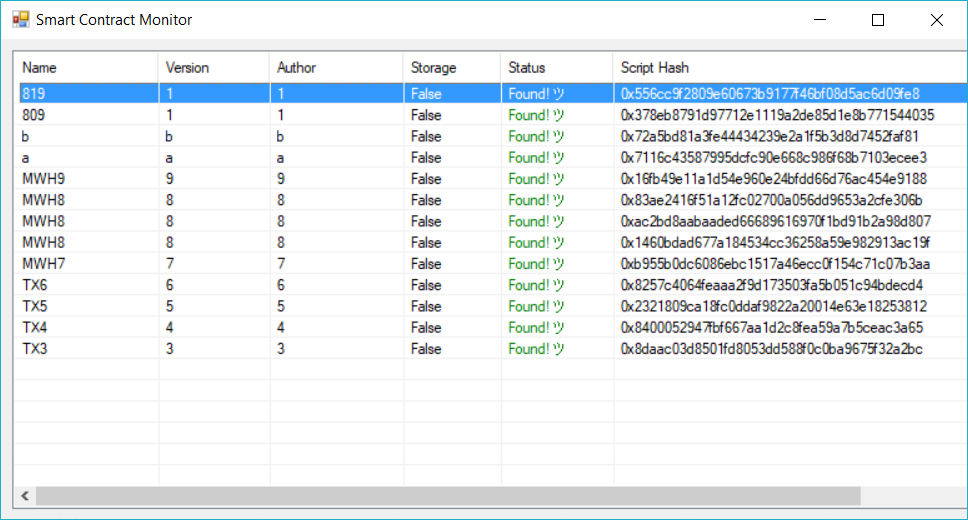 Smart Contract Monitor
Name Version Author Storage Status Script Hash
819 1 1 False Found! ツ 0x556cc9f2809e60673b9177f46bf08d5ac6d09fe8
809 1 1 False Found! ツ 0x378eb8791d97712e1119a2de85d1e8b771544035
b b b False Found! ツ 0x72a5bd81a3fe44434239e2a1f5b3d8d7452faf81
a a a False Found! ツ 0x7116c43587995dcfc90e668c986f68b7103ecee3
MWH9 9 9 False Found! ツ 0x16fb49e11a1d54e960e24bfdd66d76ac454e9188
MWH8 8 8 False Found! ツ 0x83ae2416f51a12fc02700a056dd9653a2cfe306b
MWH8 8 8 False Found! ツ 0xac2bd8aabaaded66689616970f1bd91b2a98d807
MWH8 8 8 False Found! ツ 0x1460bdad677a184534cc36258a59e982913ac19f
MWH7 7 7 False Found! ツ 0xb955b0dc6086ebc1517a46ecc0f154c71c07b3aa
TX6 6 6 False Found! ツ 0x8257c4064feaaa2f9d173503fa5b051c94bdecd4
TX5 5 5 False Found! ツ 0x2321809ca18fc0ddaf9822a20014e63e18253812
TX4 4 4 False Found! ツ 0x8400052947fbf667aa1d2c8fea59a7b5ceac3a65
TX3 3 3 False Found! ツ 0x8daac03d8501fd8053dd588f0c0ba9675f32a2bc